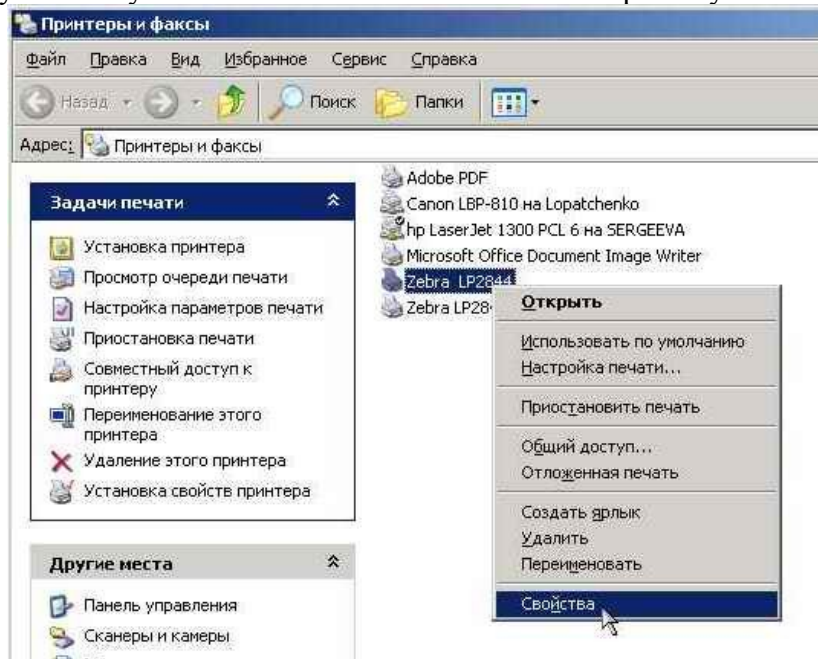 Принтеры и факсы
Файл Правка Вид Избранное Сервис Справка
Назад Поиск Папки
Адрес: Принтеры и факсы
Задачи печати
Установка принтера
Просмотр очереди печати
Настройка параметров печати
Приостановка печати
Совместный доступ к
принтеру
Переименование этого
принтера
Удаление этого принтера
Установка свойств принтера
Другие места
Панель управления
Сканеры и камеры
Adobe PDF
Canon LBP-810 на Lopatchenko
hp LaserJet 1300 PCL 6 на SERGEEVA
Microsoft Office Document Image Writer
Zebra LP2844
Zebra LP28
Открыть
Использовать по умолчанию
Настройка печати...
Приостановить печать
Общий доступ...
Отложенная печать
Создать ярлык
Удалить
Переименовать
Свойства